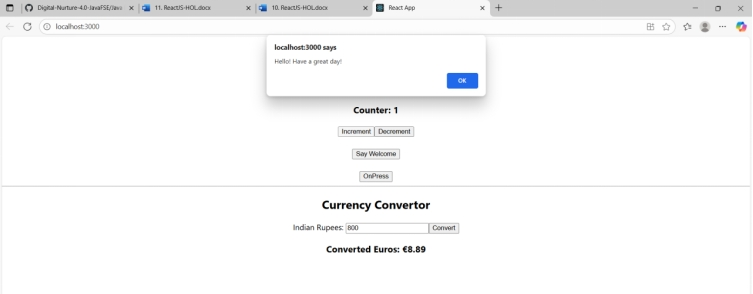 Digital-Nurture-4.0-JavaFSE/Java
11. ReactJS-HOL.docx
10. ReactJS-HOL.docx
React App
localhost:3000
localhost:3000 says
Hello! Have a great day!
OK
Counter: 1
Increment Decrement
Say Welcome
OnPress
Currency Convertor
Indian Rupees: 800 Convert
Converted Euros: €8.89